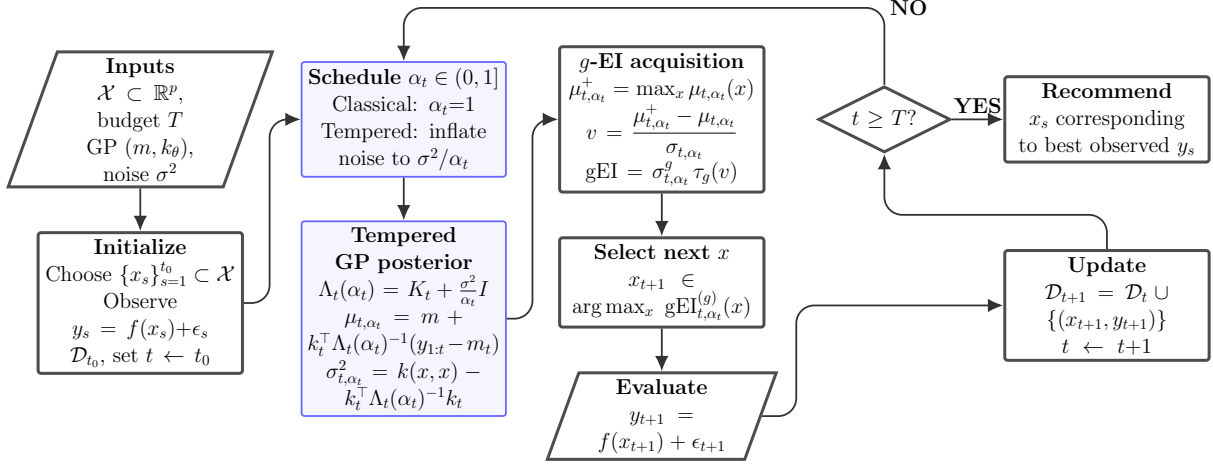 Inputs
𝒳 ⊂ ℝᵖ,
budget T
GP (m, k_θ),
noise σ²
Initialize
Choose {x_s}_{s=1}^{t_0} ⊂ 𝒳
Observe
y_s = f(x_s)+ϵ_s
𝒟_{t_0}, set t ← t_0
Schedule α_t ∈ (0, 1]
Classical: α_t=1
Tempered: inflate
noise to σ²/α_t
Tempered
GP posterior
Λ_t(α_t) = K_t + \frac{σ²}{α_t} I
μ_{t,α_t} = m +
k_t^⊤ Λ_t(α_t)^{-1}(y_{1:t} − m_t)
σ²_{t,α_t} = k(x, x) −
k_t^⊤ Λ_t(α_t)^{-1} k_t
g-EI acquisition
μ^+_{t,α_t} = max_x μ_{t,α_t}(x)
v = \frac{μ^+_{t,α_t} − μ_{t,α_t}}{σ_{t,α_t}}
gEI = σ^g_{t,α_t} τ_g(v)
Select next x
x_{t+1} ∈
arg max_x gEI^{(g)}_{t,α_t}(x)
Evaluate
y_{t+1} =
f(x_{t+1}) + ϵ_{t+1}
NO
t ≥ T?
YES
Recommend
x_s corresponding
to best observed y_s
Update
𝒟_{t+1} = 𝒟_t ∪
{(x_{t+1}, y_{t+1})}
t ← t+1